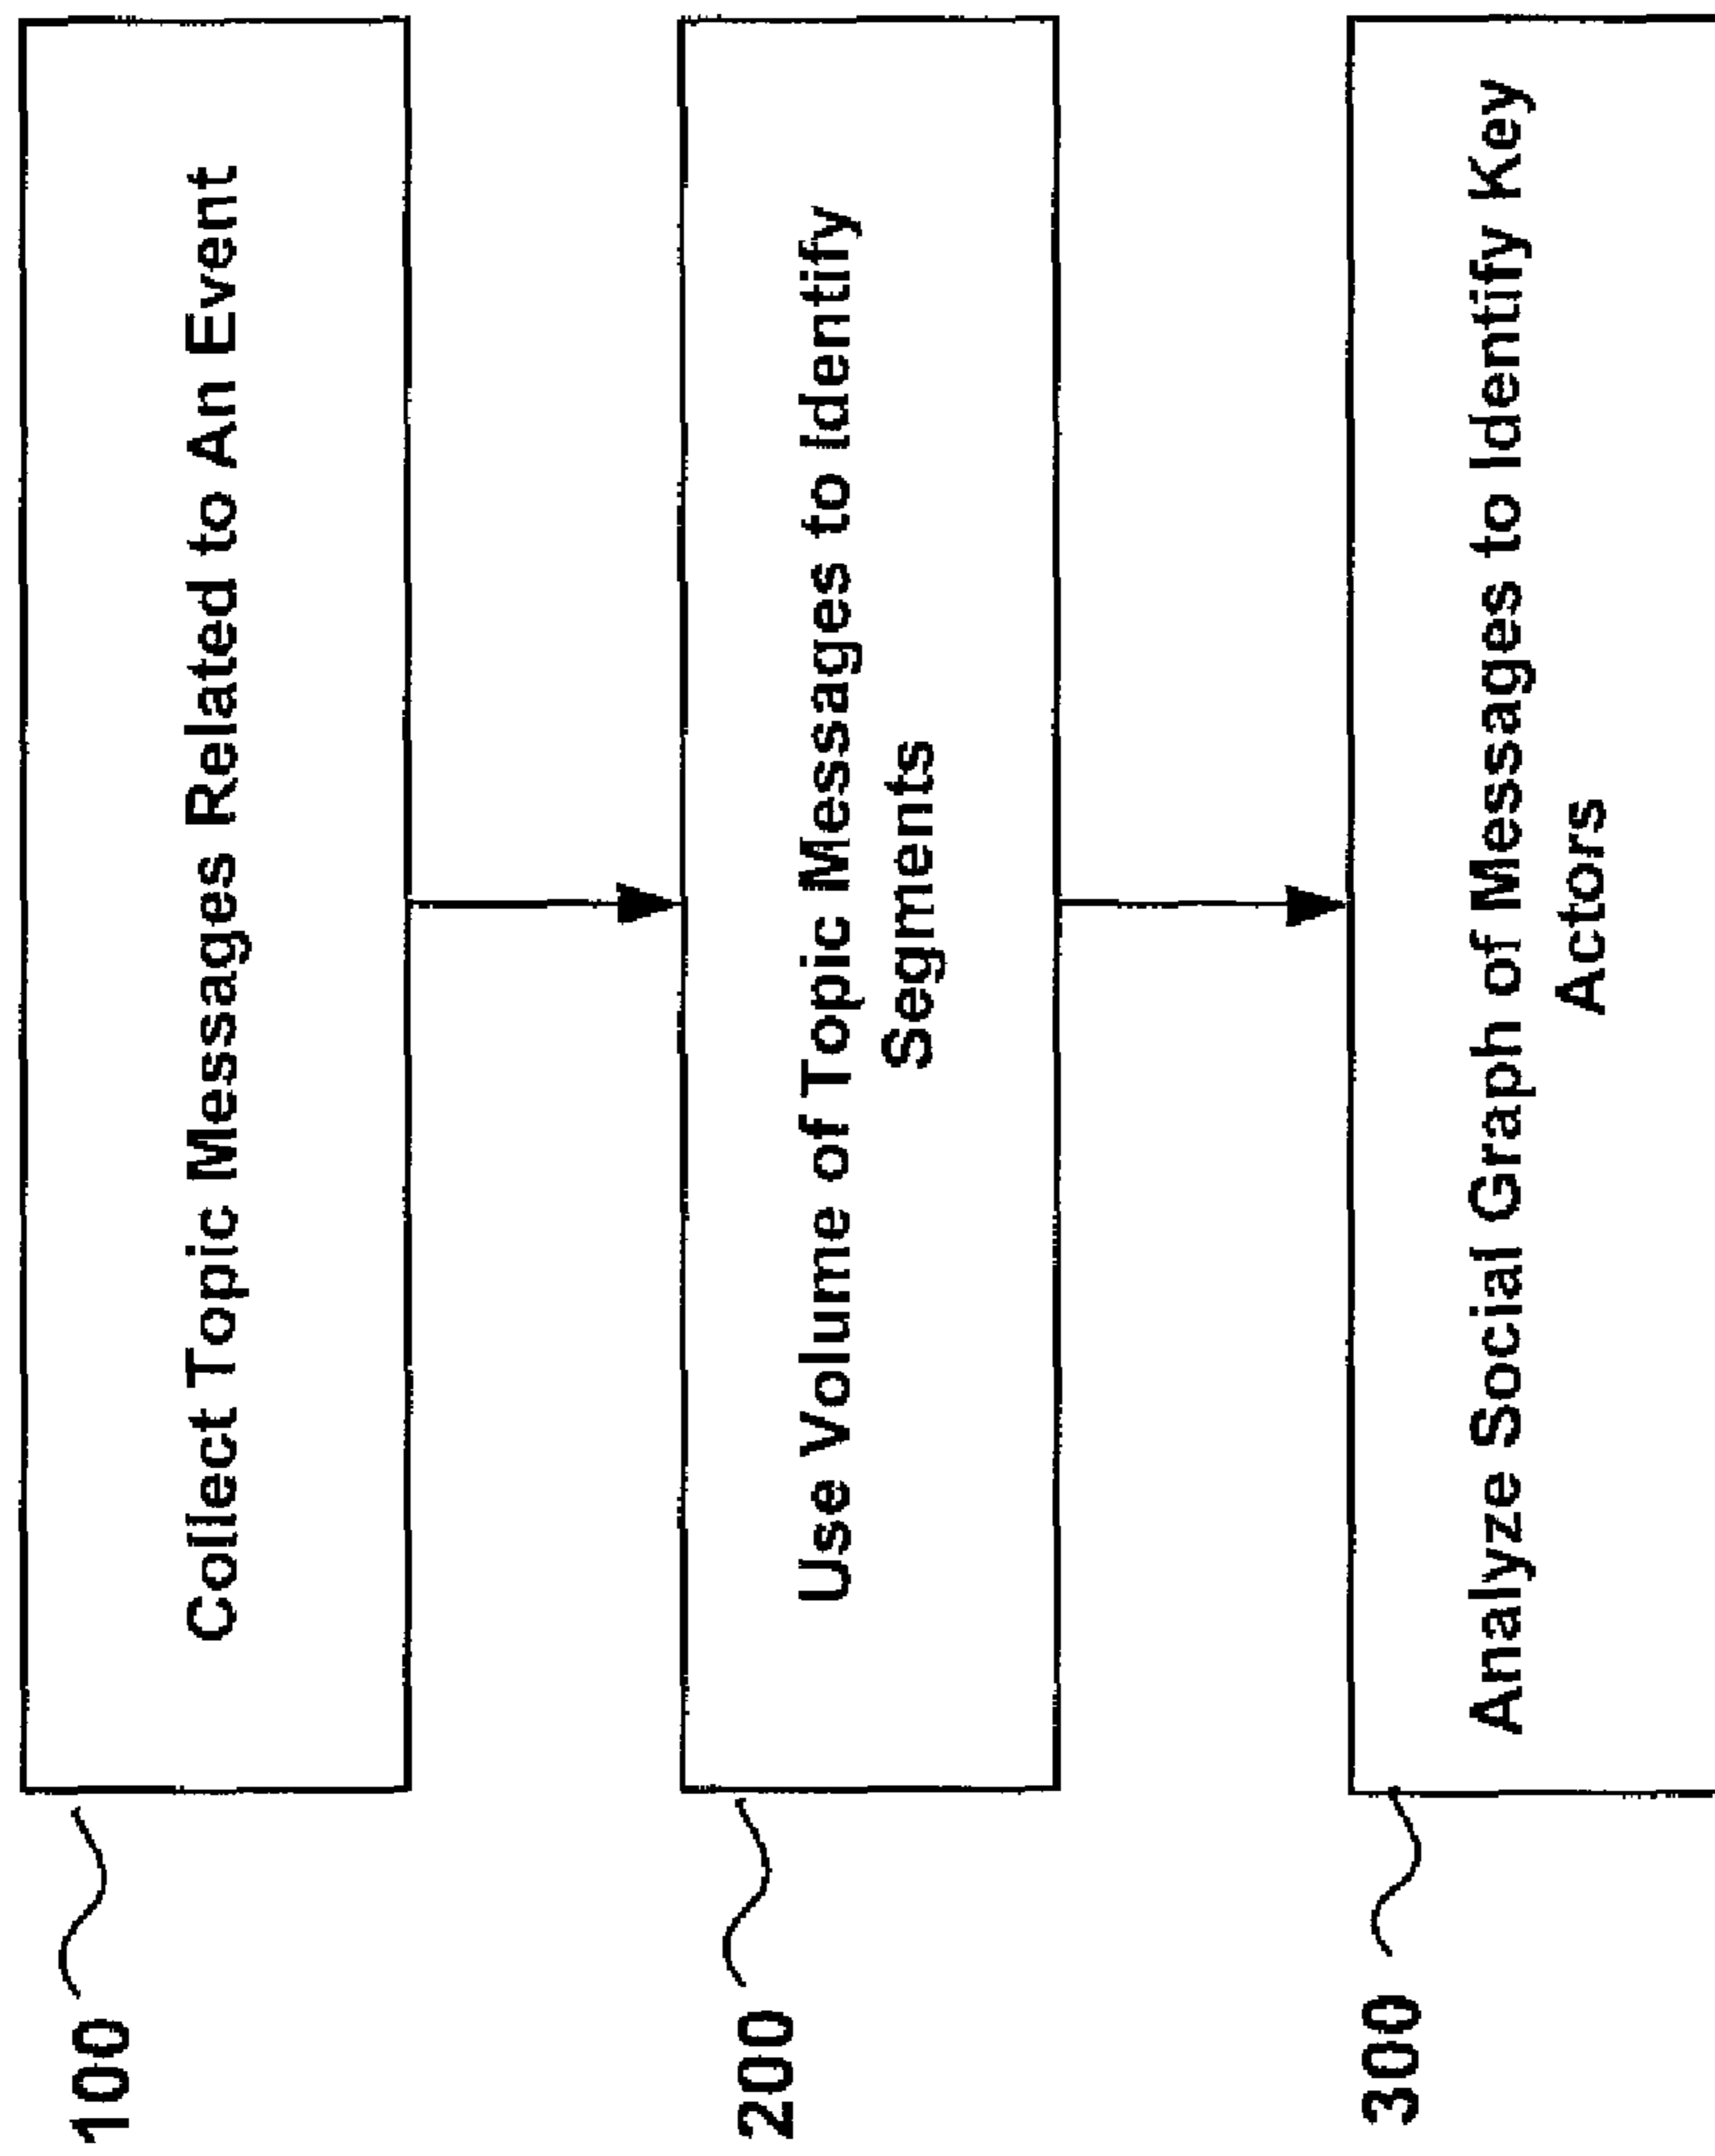 100
Collect Topic Messages Related to An Event
200
Use Volume of Topic Messages to Identify
Segments
300
Analyze Social Graph of Messages to Identify Key
Actors